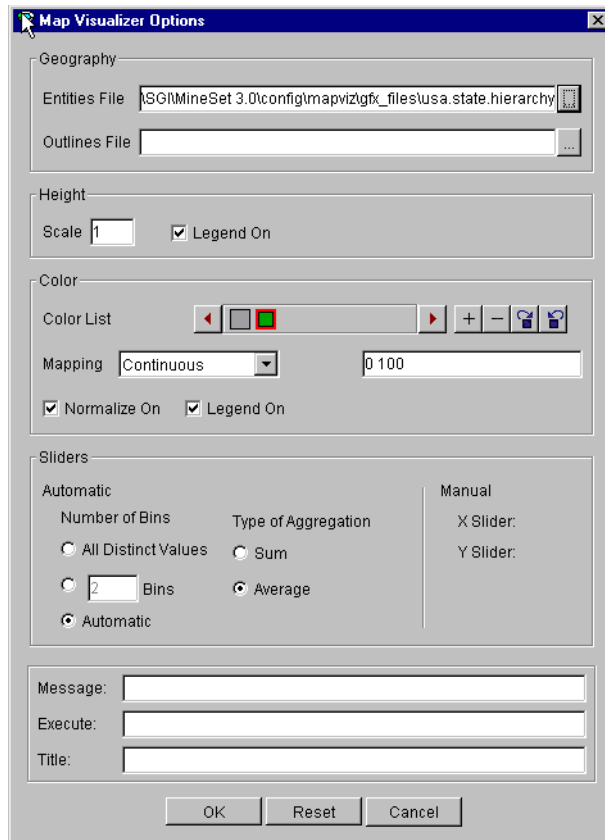 Map Visualizer Options
Geography
Entities File \SGI\MineSet 3.0\config\mapviz\gfx_files\usa.state.hierarchy
Outlines File ...
Height
Scale 1 Legend On
Color
Color List + −
Mapping Continuous 0 100
Normalize On Legend On
Sliders
Automatic Manual
Number of Bins Type of Aggregation X Slider:
All Distinct Values Sum Y Slider:
2 Bins Average
Automatic
Message:
Execute:
Title:
OK Reset Cancel